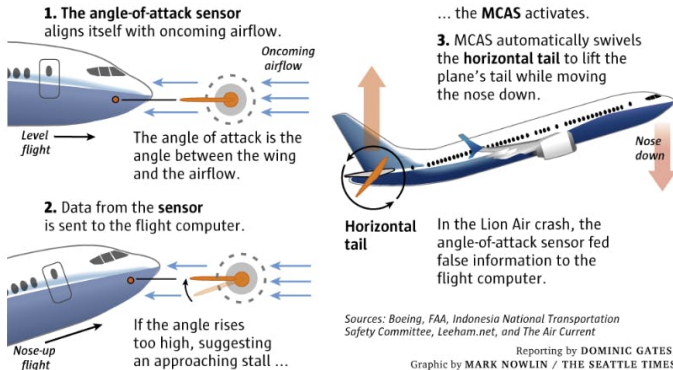 1. The angle-of-attack sensor
aligns itself with oncoming airflow.
Oncoming
airflow
Level
flight
The angle of attack is the
angle between the wing
and the airflow.
2. Data from the sensor
is sent to the flight computer.
If the angle rises
too high, suggesting
an approaching stall ...
Nose-up
flight
... the MCAS activates.
3. MCAS automatically swivels
the horizontal tail to lift the
plane's tail while moving
the nose down.
Nose
down
Horizontal
tail
In the Lion Air crash, the
angle-of-attack sensor fed
false information to the
flight computer.
Sources: Boeing, FAA, Indonesia National Transportation
Safety Committee, Leeham.net, and The Air Current
Reporting by DOMINIC GATES,
Graphic by MARK NOWLIN / THE SEATTLE TIMES